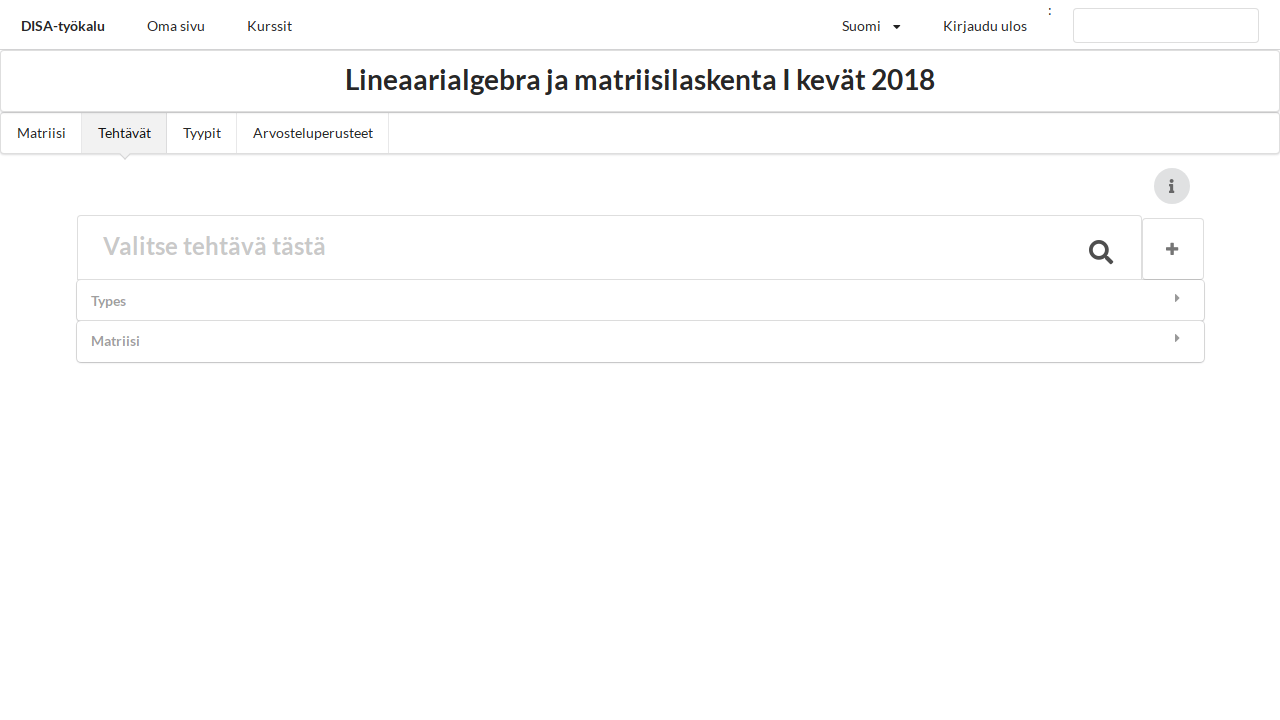 DISA-työkalu Oma sivu Kurssit Suomi Kirjaudu ulos :
Lineaarialgebra ja matriisilaskenta I kevät 2018
Matriisi Tehtävät Tyypit Arvosteluperusteet
Valitse tehtävä tästä
Types
Matriisi